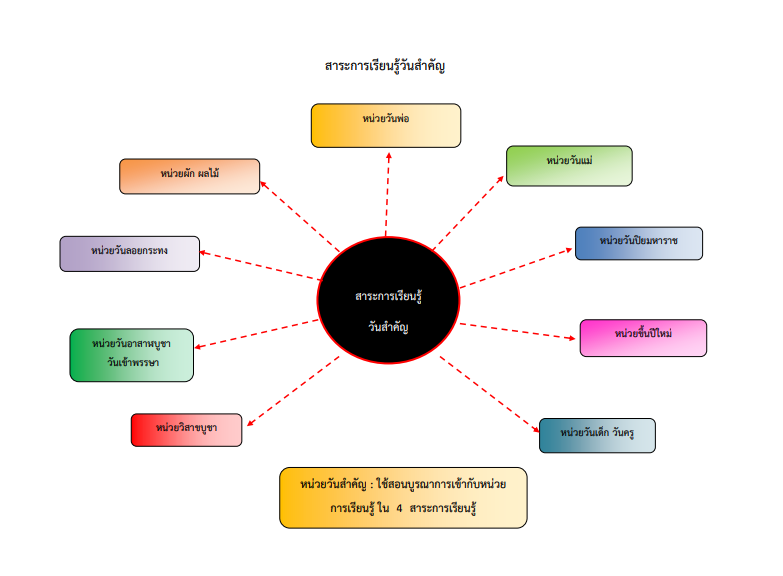 สาระการเรียนรู้วันสำคัญ
หน่วยวันพ่อ
หน่วยวันแม่
หน่วยผัก ผลไม้
หน่วยวันปิยมหาราช
หน่วยวันลอยกระทง
สาระการเรียนรู้
วันสำคัญ
หน่วยขึ้นปีใหม่
หน่วยวันอาสาฬบูชา
วันเข้าพรรษา
หน่วยวิสาขบูชา
หน่วยวันเด็ก วันครู
หน่วยวันสำคัญ : ใช้สอนบูรณาการเข้ากับหน่วย
การเรียนรู้ ใน 4 สาระการเรียนรู้